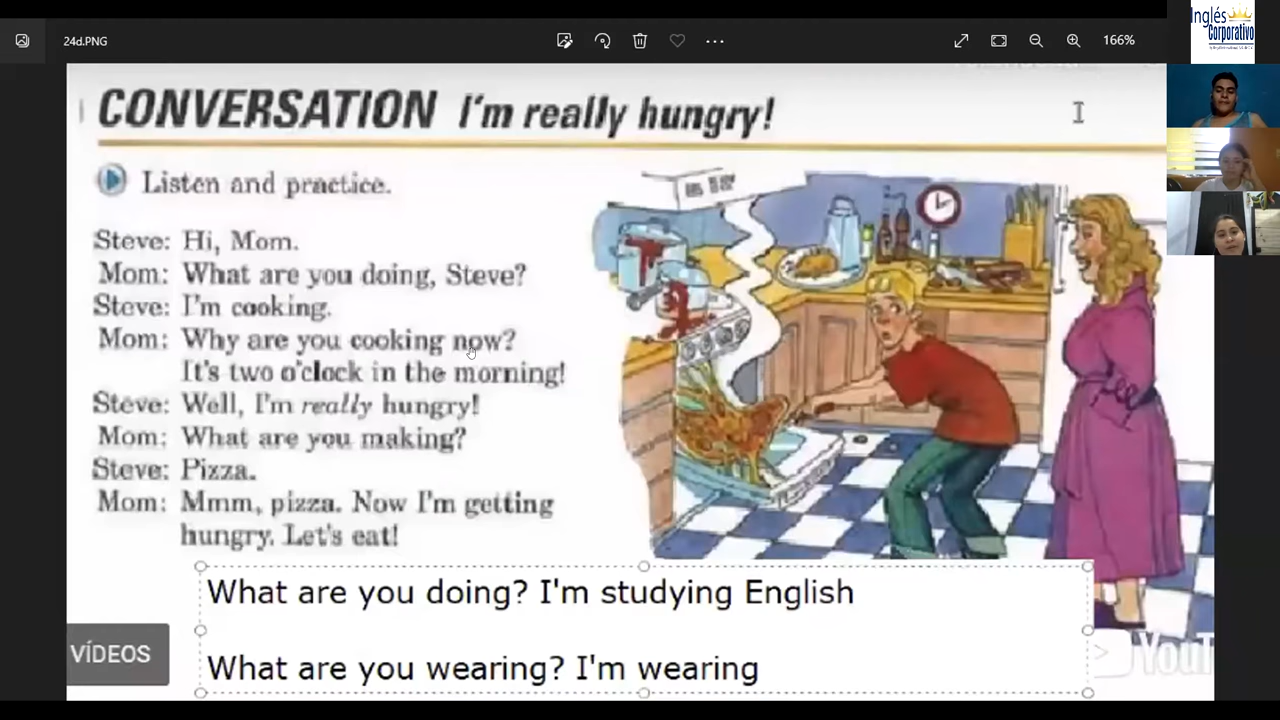 24d.PNG
166%
Inglés
Corporativo
CONVERSATION I'm really hungry!
Listen and practice.
Steve: Hi, Mom.
Mom: What are you doing, Steve?
Steve: I'm cooking.
Mom: Why are you cooking now?
It's two o'clock in the morning!
Steve: Well, I'm really hungry!
Mom: What are you making?
Steve: Pizza.
Mom: Mmm, pizza. Now I'm getting
hungry. Let's eat!
What are you doing? I'm studying English
What are you wearing? I'm wearing
VÍDEOS